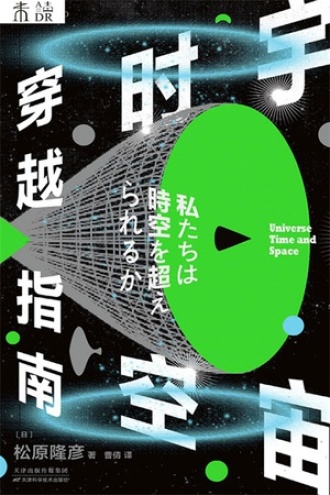 未读
DR
宇宙
时空
穿越指南
私たちは
時空を超え
られるか
Universe
Time and
Space
[日]
松原隆彦 著
曹倩 译
天津出版传媒集团
天津科学技术出版社